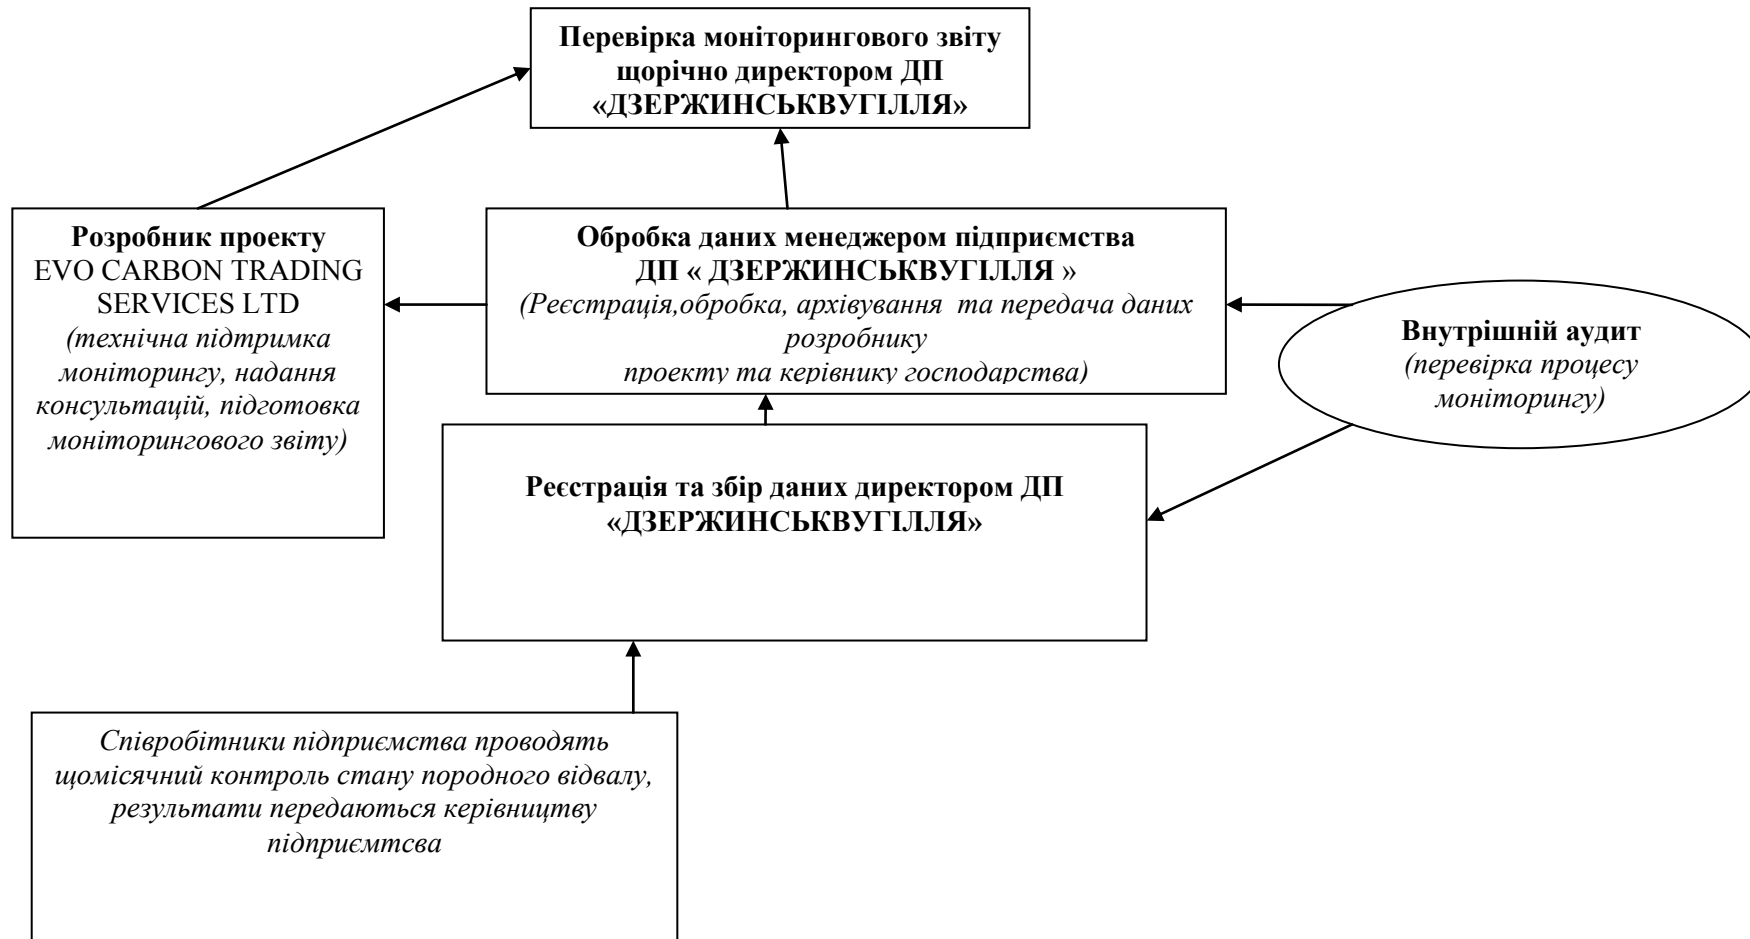 Перевірка моніторингового звіту
щорічно директором ДП
«ДЗЕРЖИНСЬКВУГІЛЛЯ»
Розробник проекту
EVO CARBON TRADING
SERVICES LTD
(технічна підтримка
моніторингу, надання
консультацій, підготовка
моніторингового звіту)
Обробка даних менеджером підприємства
ДП « ДЗЕРЖИНСЬКВУГІЛЛЯ »
(Реєстрація,обробка, архівування та передача даних
розробнику
проекту та керівнику господарства)
Внутрішній аудит
(перевірка процесу
моніторингу)
Реєстрація та збір даних директором ДП
«ДЗЕРЖИНСЬКВУГІЛЛЯ»
Співробітники підприємства проводять
щомісячний контроль стану породного відвалу,
результати передаються керівництву
підприємтсва